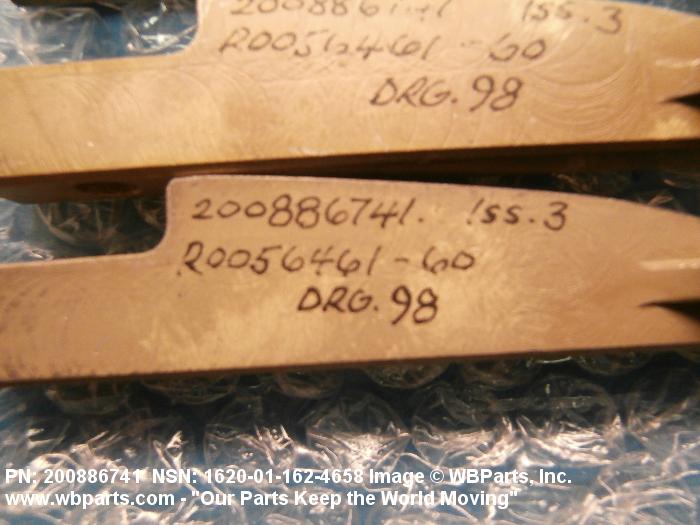 Iss.3
R0056461-60
DRG.98
200886741. Iss.3
R0056461-60
DRG.98
PN: 200886741 NSN: 1620-01-162-4658 Image © WBParts, Inc.
www.wbparts.com - "Our Parts Keep the World Moving"